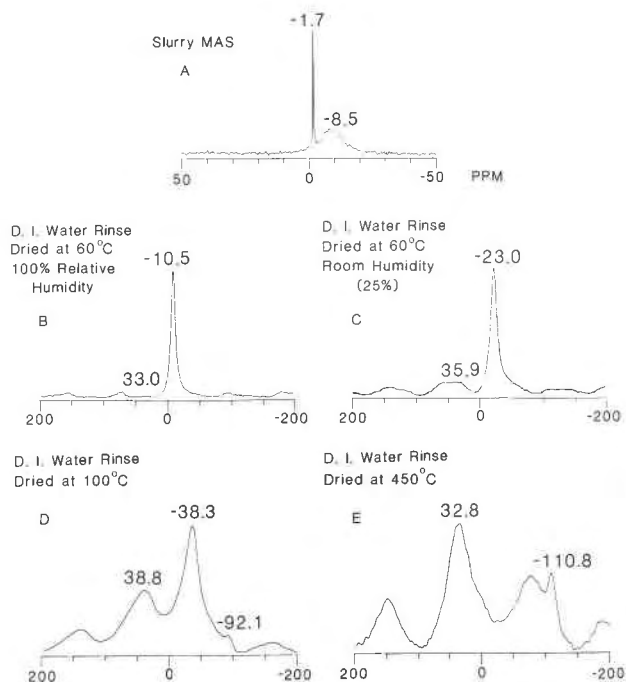 Slurry MAS
A
-1.7
-8.5
50
0
-50
PPM
D. I. Water Rinse
Dried at 60°C
100% Relative
Humidity
B
-10.5
33.0
200
0
-200
D. I. Water Rinse
Dried at 60°C
Room Humidity
(25%)
C
-23.0
35.9
200
0
-200
D. I. Water Rinse
Dried at 100°C
D
-38.3
38.8
-92.1
200
0
-200
D. I. Water Rinse
Dried at 450°C
E
32.8
-110.8
200
0
-200